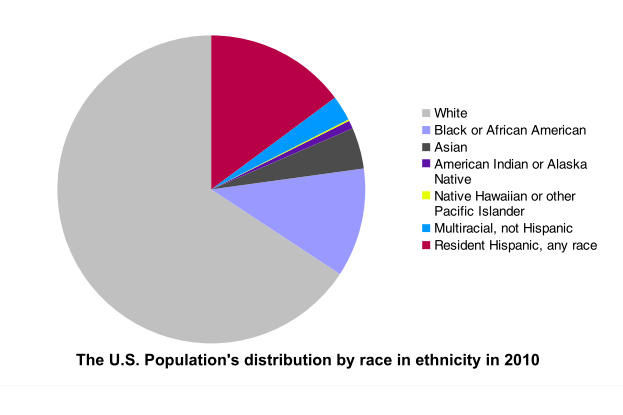 White
Black or African American
Asian
American Indian or Alaska
Native
Native Hawaiian or other
Pacific Islander
Multiracial, not Hispanic
Resident Hispanic, any race
The U.S. Population's distribution by race in ethnicity in 2010